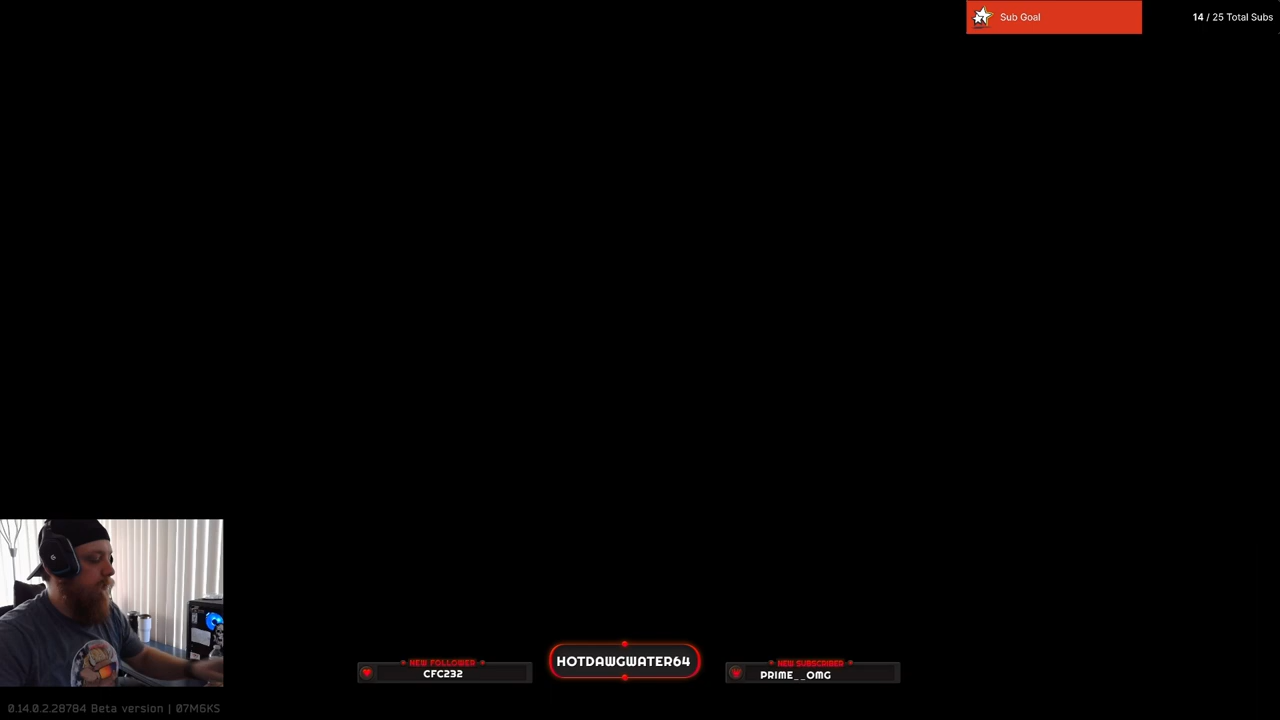 Sub Goal
14 / 25 Total Subs
NEW FOLLOWER
CFC232
HOTDAWGWATER64
NEW SUBSCRIBER
PRIME__OMG
0.14.0.2.28784 Beta version | 07M6KS